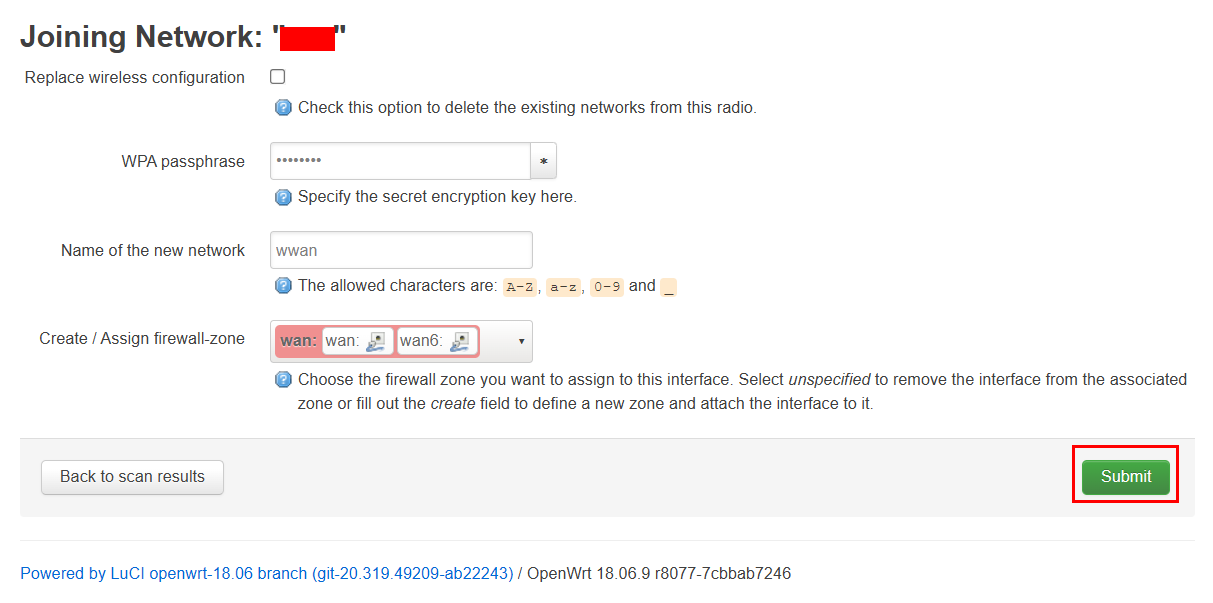 Joining Network: " "
Replace wireless configuration
Check this option to delete the existing networks from this radio.
WPA passphrase ******** *
Specify the secret encryption key here.
Name of the new network wwan
The allowed characters are: A-Z, a-z, 0-9 and _
Create / Assign firewall-zone wan: wan: wan6:
Choose the firewall zone you want to assign to this interface. Select unspecified to remove the interface from the associated
zone or fill out the create field to define a new zone and attach the interface to it.
Back to scan results Submit
Powered by LuCI openwrt-18.06 branch (git-20.319.49209-ab22243) / OpenWrt 18.06.9 r8077-7cbbab7246